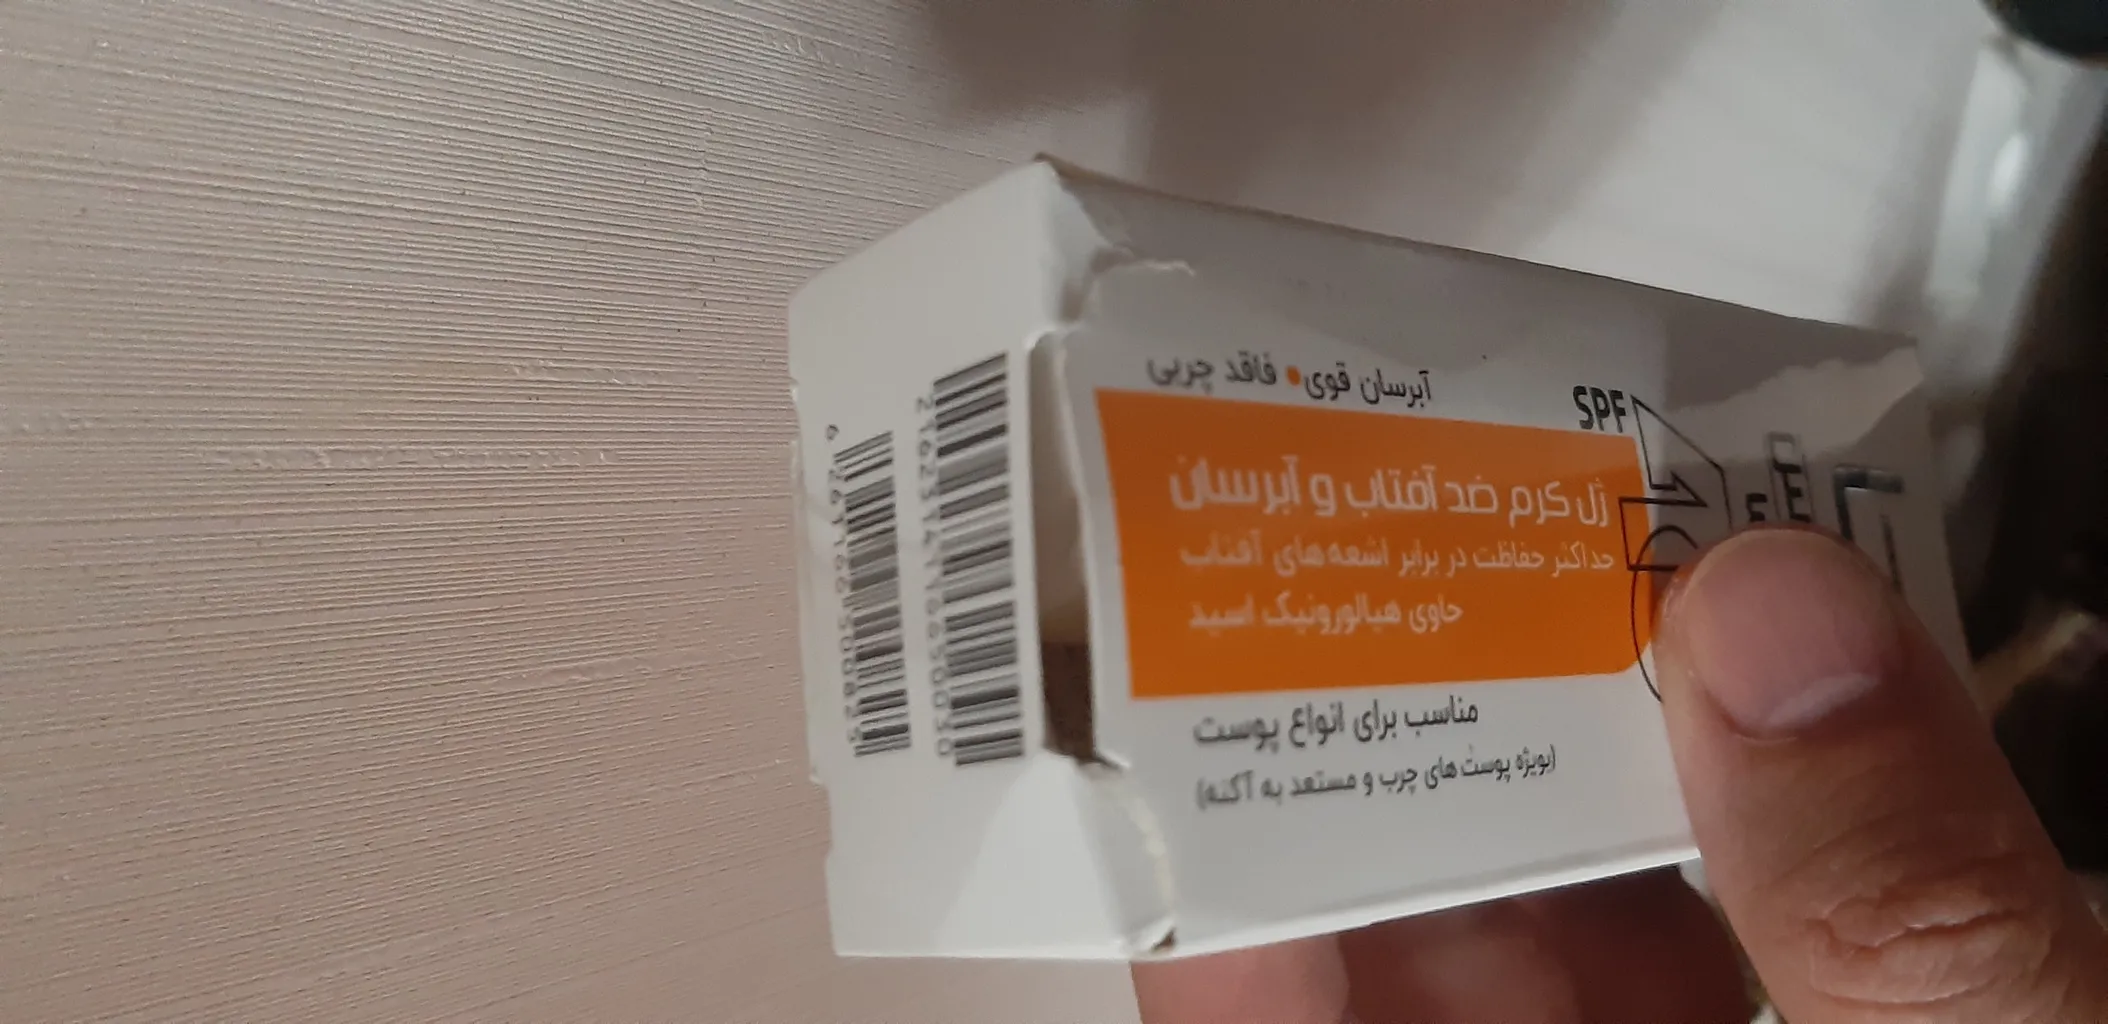 آبرسان قوی • فاقد چربی
SPF
ژل کرم ضد آفتاب و آبرسان
حداکثر حفاظت در برابر اشعه‌های آفتاب
حاوی هیالورونیک اسید
مناسب برای انواع پوست
(بویژه پوست‌های چرب و مستعد به آکنه)